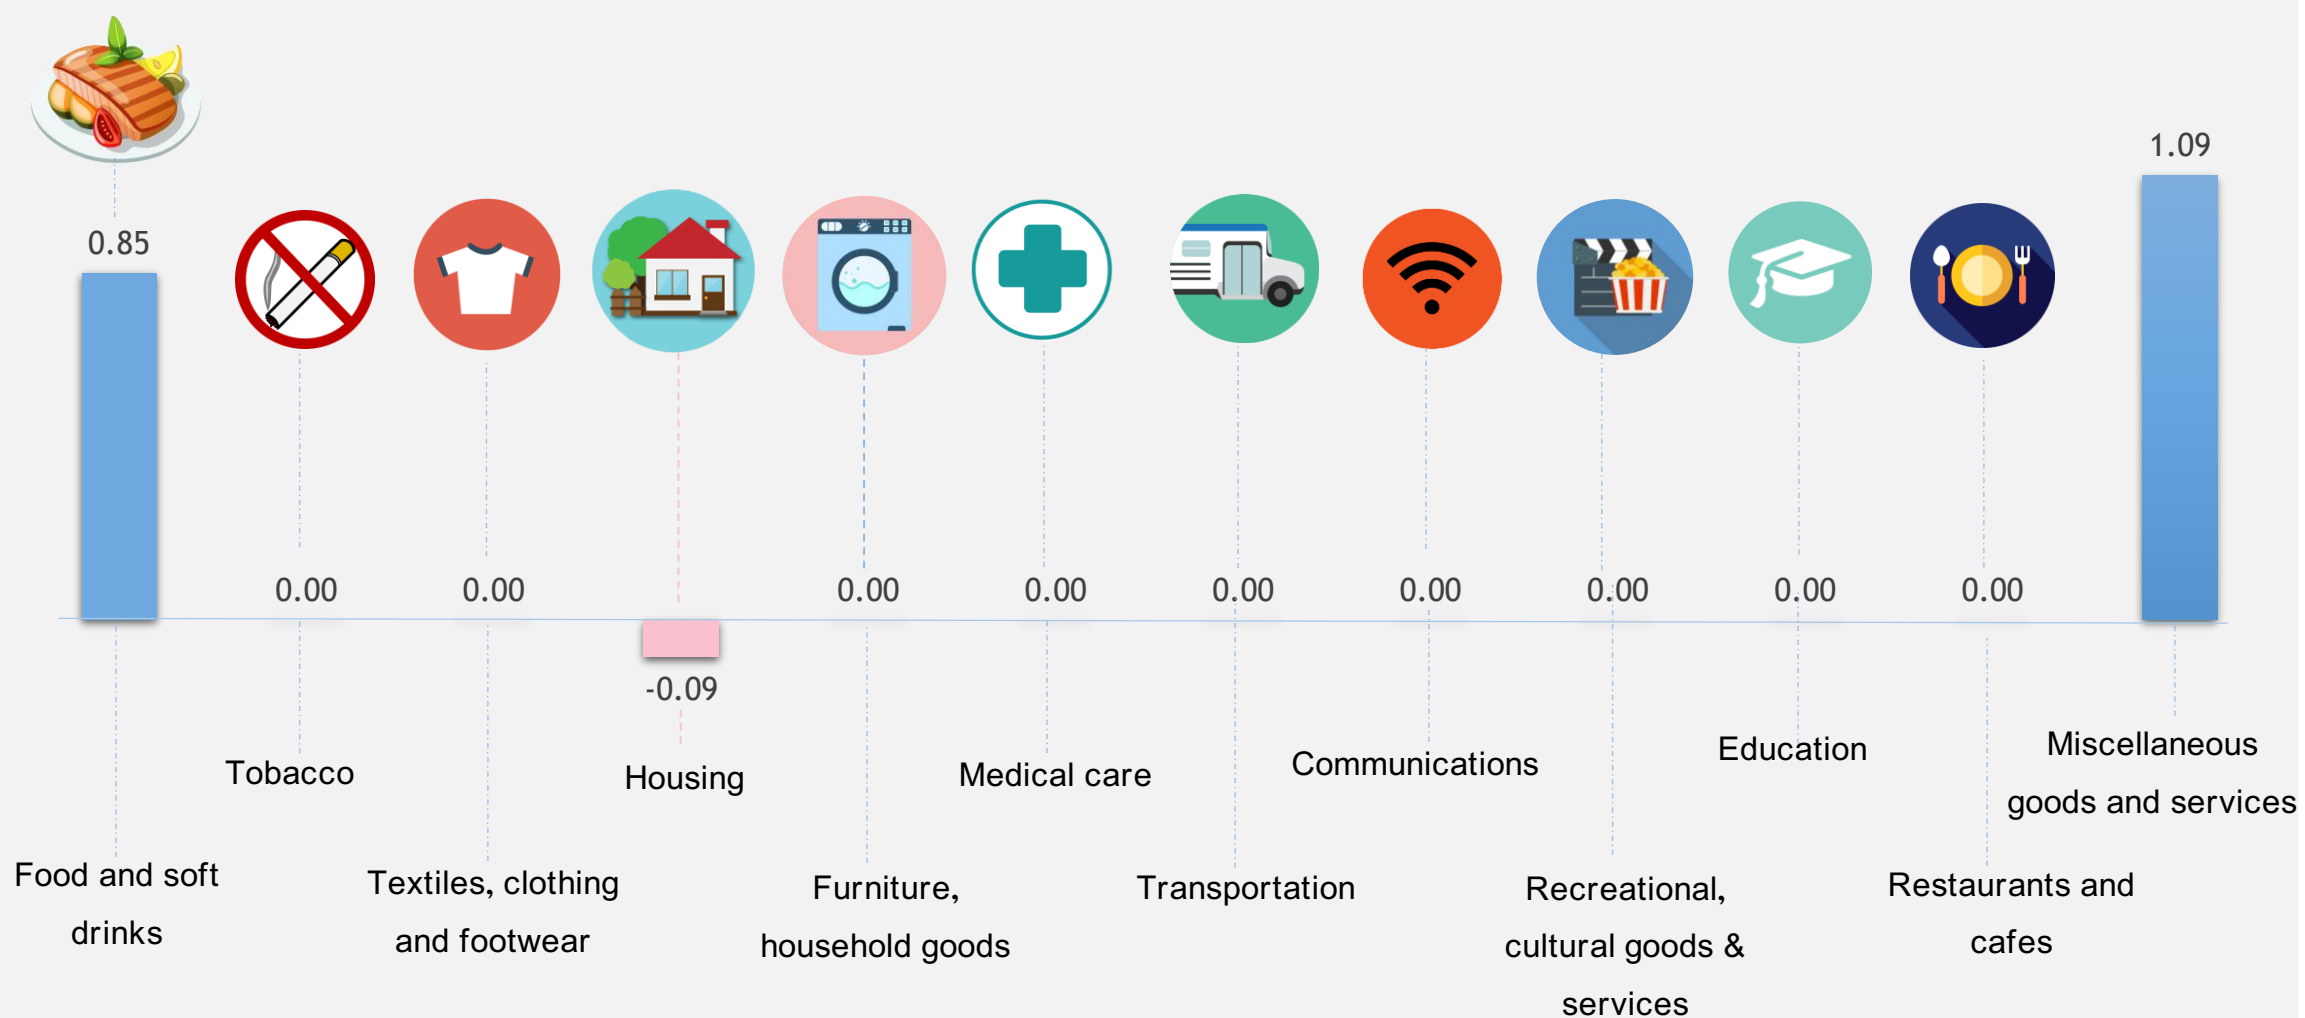 1.09
0.85
0.00
0.00
0.00
0.00
0.00
0.00
0.00
0.00
0.00
-0.09
Tobacco
Housing
Medical care
Communications
Education
Miscellaneous
goods and services
Food and soft
drinks
Textiles, clothing
and footwear
Furniture,
household goods
Transportation
Recreational,
cultural goods &
services
Restaurants and
cafes